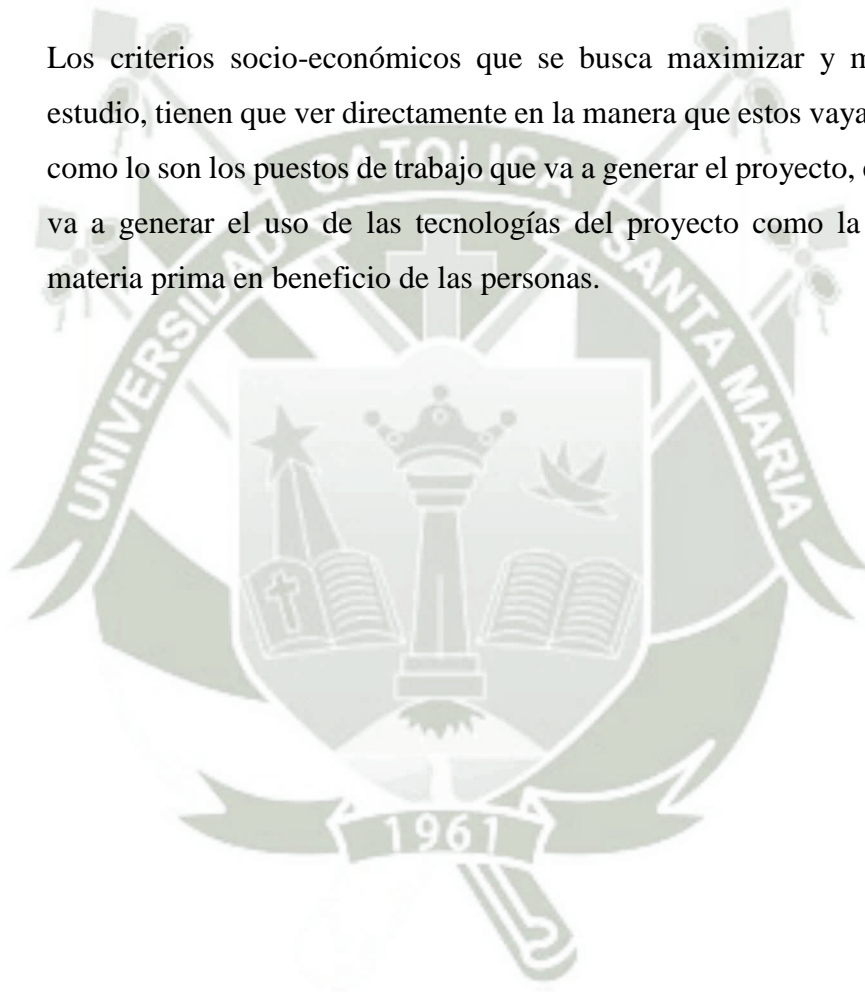 Los criterios socio-económicos que se busca maximizar y m
estudio, tienen que ver directamente en la manera que estos vaya
como lo son los puestos de trabajo que va a generar el proyecto,
va a generar el uso de las tecnologías del proyecto como la
materia prima en beneficio de las personas.
UNIVERSIDAD CATOLICA SANTA MARIA
1961